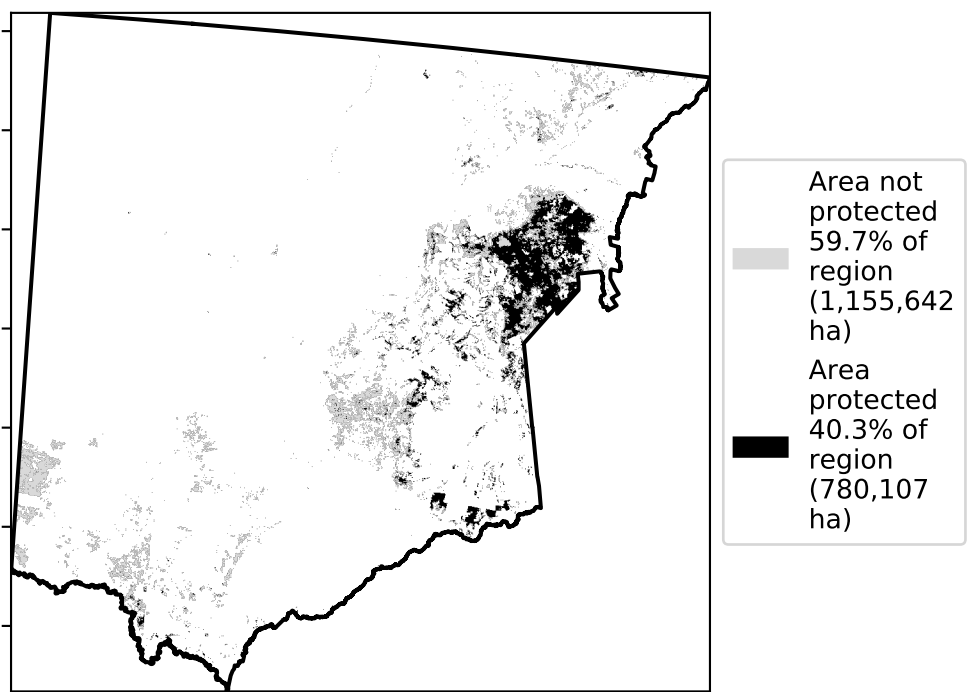 Area not
protected
59.7% of
region
(1,155,642
ha)
Area
protected
40.3% of
region
(780,107
ha)